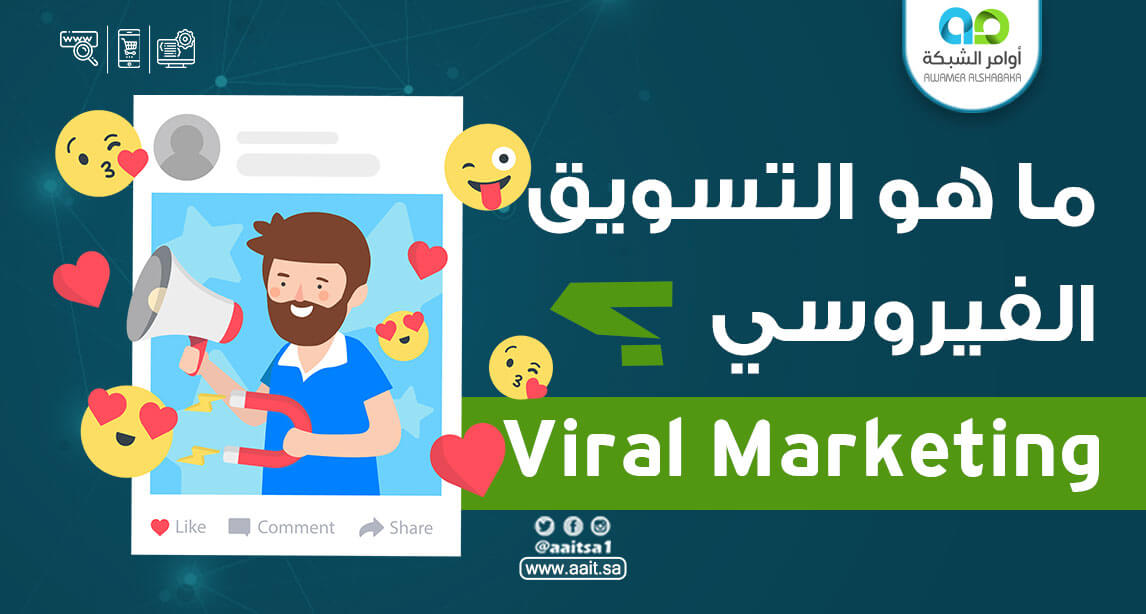 www
أوامر الشبكة
AWAMER ALSHABAKA
ما هو التسويق
الفيروسي ؟
Viral Marketing
Like Comment Share
@aaitsa1
www.aait.sa